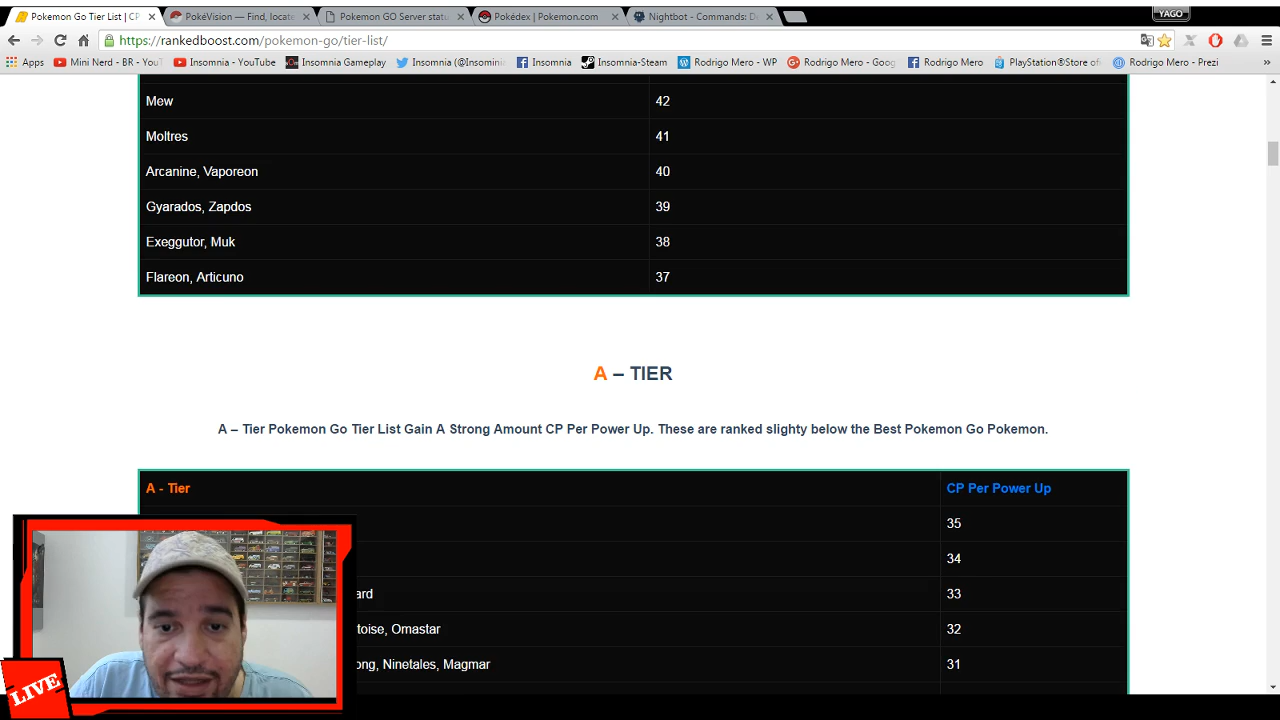 Pokemon Go Tier List | CP
PokéVision — Find, locate
Pokemon GO Server statu
Pokédex | Pokemon.com
Nightbot - Commands: D
YAGO
https://rankedboost.com/pokemon-go/tier-list/
Apps
Mini Nerd - BR - You
Insomnia - YouTube
Insomnia Gameplay
Insomnia (@Insomini
Insomnia
Insomnia-Steam
Rodrigo Mero - WP
Rodrigo Mero - Goog
Rodrigo Mero
PlayStation®Store of
Rodrigo Mero - Prezi
»
Mew 42
Moltres 41
Arcanine, Vaporeon 40
Gyarados, Zapdos 39
Exeggutor, Muk 38
Flareon, Articuno 37
A – TIER
A – Tier Pokemon Go Tier List Gain A Strong Amount CP Per Power Up. These are ranked slighty below the Best Pokemon Go Pokemon.
A - Tier CP Per Power Up
35
34
ard 33
toise, Omastar 32
ong, Ninetales, Magmar 31
LIVE